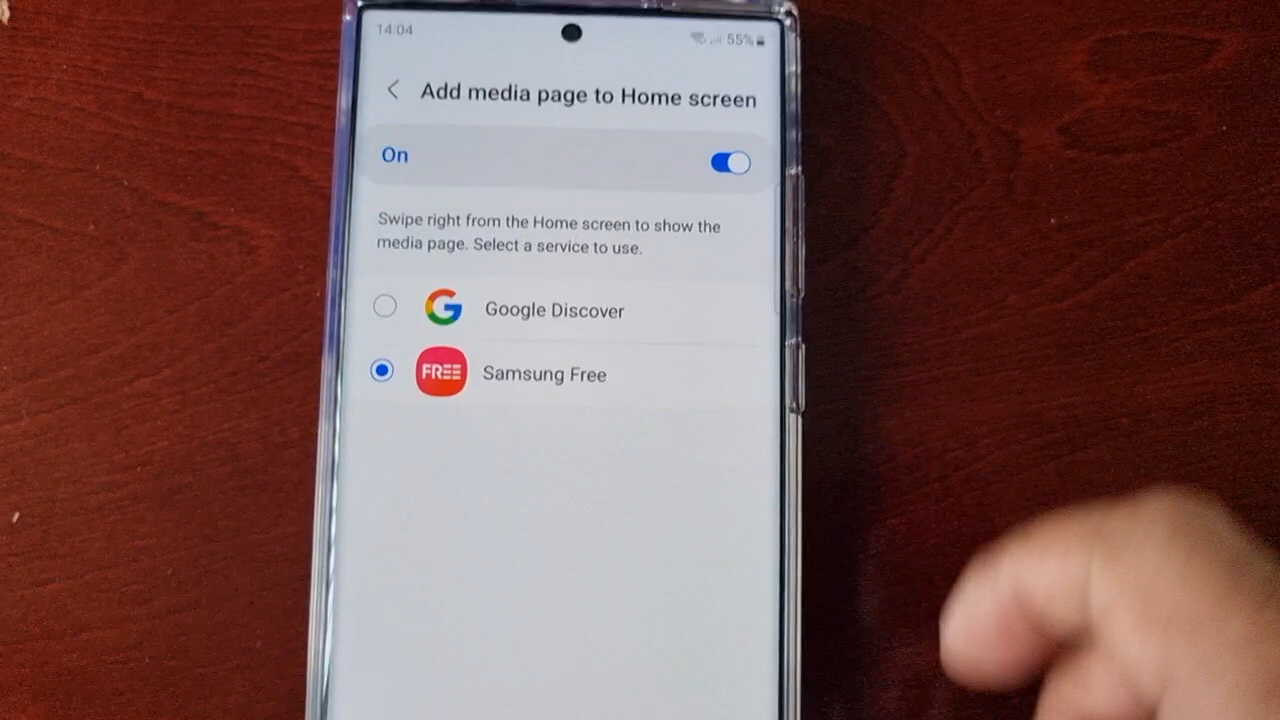 14:04
55%
Add media page to Home screen
On
Swipe right from the Home screen to show the
media page. Select a service to use.
G
Google Discover
FREE
Samsung Free